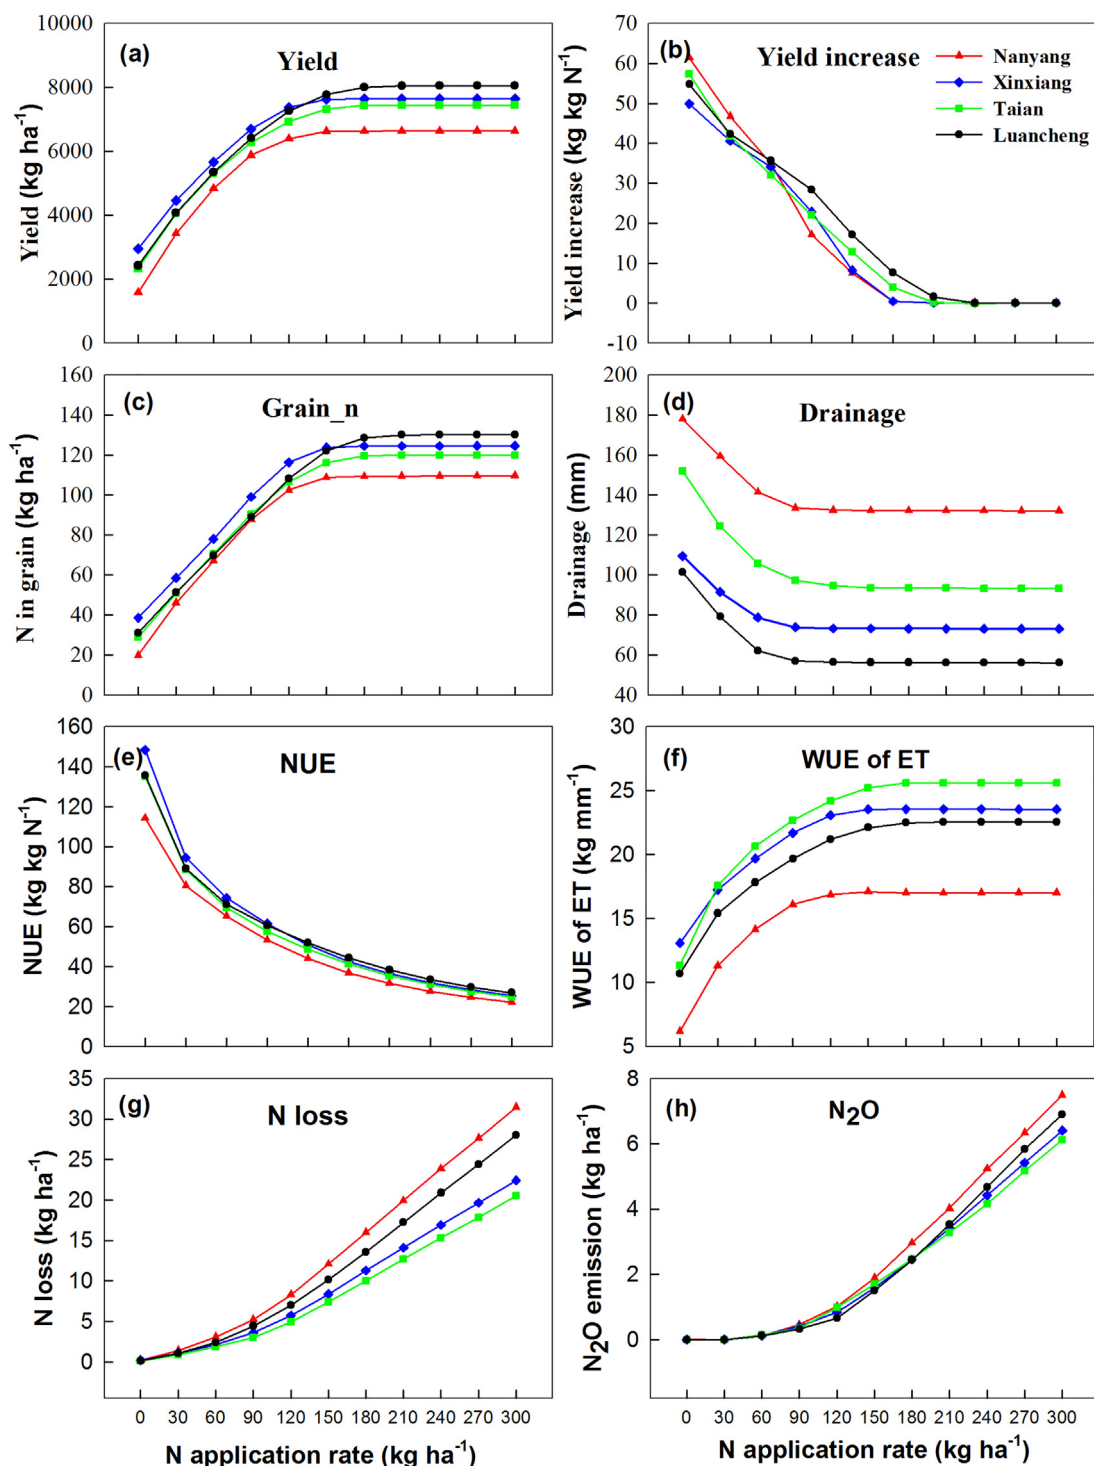 (a)
Yield
Yield (kg ha-1)
10000
8000
6000
4000
2000
0
(b)
Yield increase
Yield increase (kg kg N-1)
70
60
50
40
30
20
10
0
-10
Nanyang
Xinxiang
Taian
Luancheng
(c)
Grain_n
N in grain (kg ha-1)
160
140
120
100
80
60
40
20
0
(d)
Drainage
Drainage (mm)
200
180
160
140
120
100
80
60
40
(e)
NUE
NUE (kg kg N-1)
160
140
120
100
80
60
40
20
0
(f)
WUE of ET
WUE of ET (kg mm-1)
30
25
20
15
10
5
(g)
N loss
N loss (kg ha-1)
35
30
25
20
15
10
5
0
0 30 60 90 120 150 180 210 240 270 300
N application rate (kg ha-1)
(h)
N2O
N2O emission (kg ha-1)
8
6
4
2
0
0 30 60 90 120 150 180 210 240 270 300
N application rate (kg ha-1)